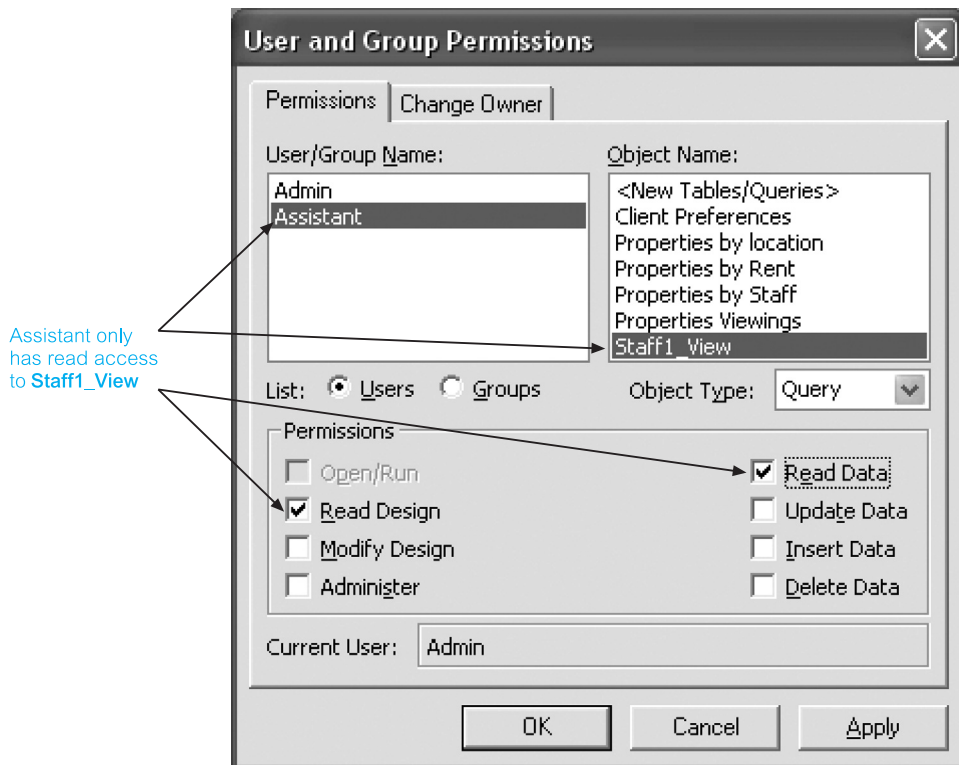 User and Group Permissions
Permissions
Change Owner
User/Group Name:
Object Name:
Admin
Assistant
<New Tables/Queries>
Client Preferences
Properties by location
Properties by Rent
Properties by Staff
Properties Viewings
Staff1_View
Assistant only
has read access
to Staff1_View
List:
Users
Groups
Object Type:
Query
Permissions
Open/Run
Read Data
Read Design
Update Data
Modify Design
Insert Data
Administer
Delete Data
Current User:
Admin
OK
Cancel
Apply